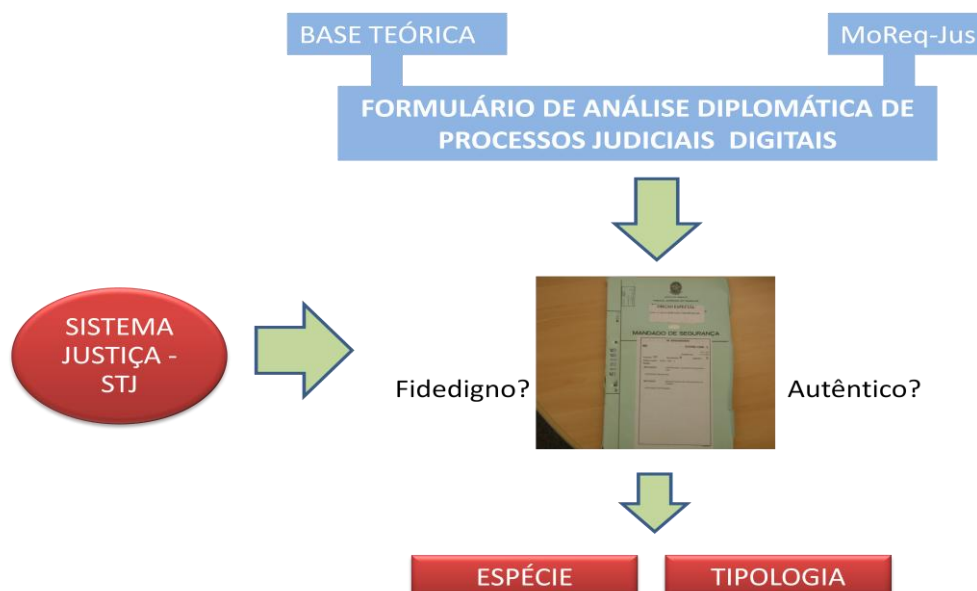 BASE TEÓRICA
MoReq-Jus
FORMULÁRIO DE ANÁLISE DIPLOMÁTICA DE
PROCESSOS JUDICIAIS DIGITAIS
SISTEMA
JUSTIÇA -
STJ
Fidedigno?
MANDADO DE SEGURANÇA
Autêntico?
ESPÉCIE
TIPOLOGIA